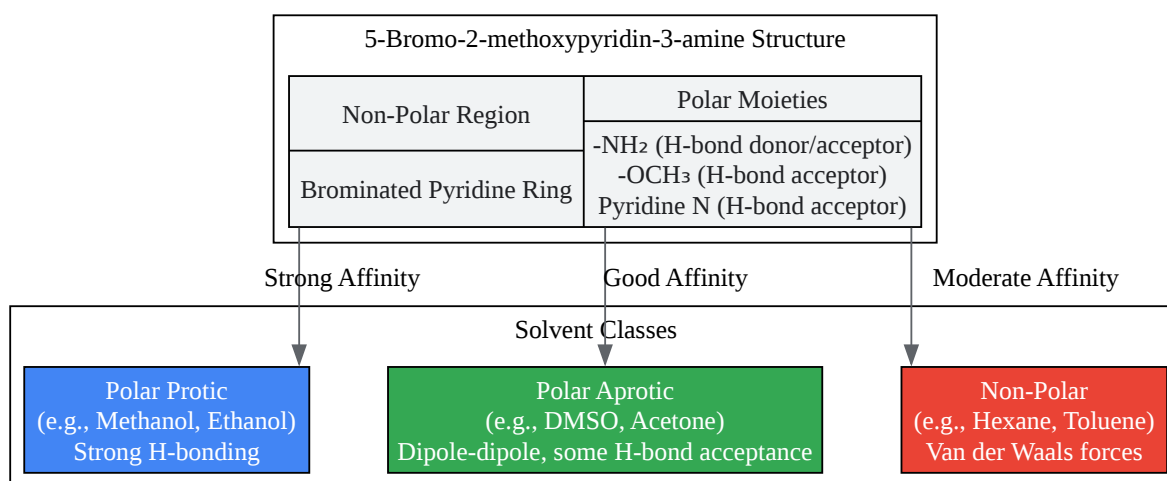 5-Bromo-2-methoxypyridin-3-amine Structure
Non-Polar Region
Brominated Pyridine Ring
Polar Moieties
-NH₂ (H-bond donor/acceptor)
-OCH₃ (H-bond acceptor)
Pyridine N (H-bond acceptor)
Strong Affinity
Good Affinity
Moderate Affinity
Solvent Classes
Polar Protic
(e.g., Methanol, Ethanol)
Strong H-bonding
Polar Aprotic
(e.g., DMSO, Acetone)
Dipole-dipole, some H-bond acceptance
Non-Polar
(e.g., Hexane, Toluene)
Van der Waals forces